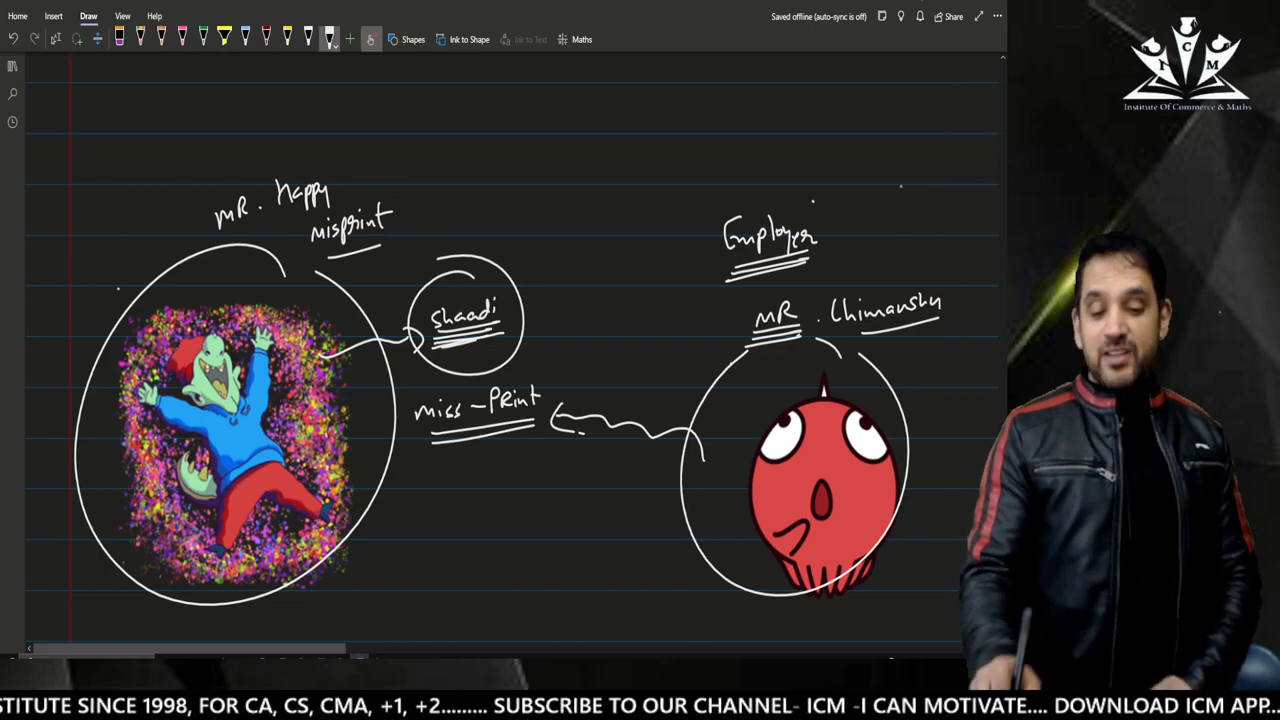 Home Insert Draw View Help
Saved offline (auto-sync is off)
Share
Shapes
Ink to Shape
Ink to Text
Maths
I C M
Institute Of Commerce & Maths
MR. Happy
misprint
Employer
shaadi
MR. Chimanshu
miss-Print
STITUTE SINCE 1998, FOR CA, CS, CMA, +1, +2......... SUBSCRIBE TO OUR CHANNEL- ICM -I CAN MOTIVATE.... DOWNLOAD ICM APP...